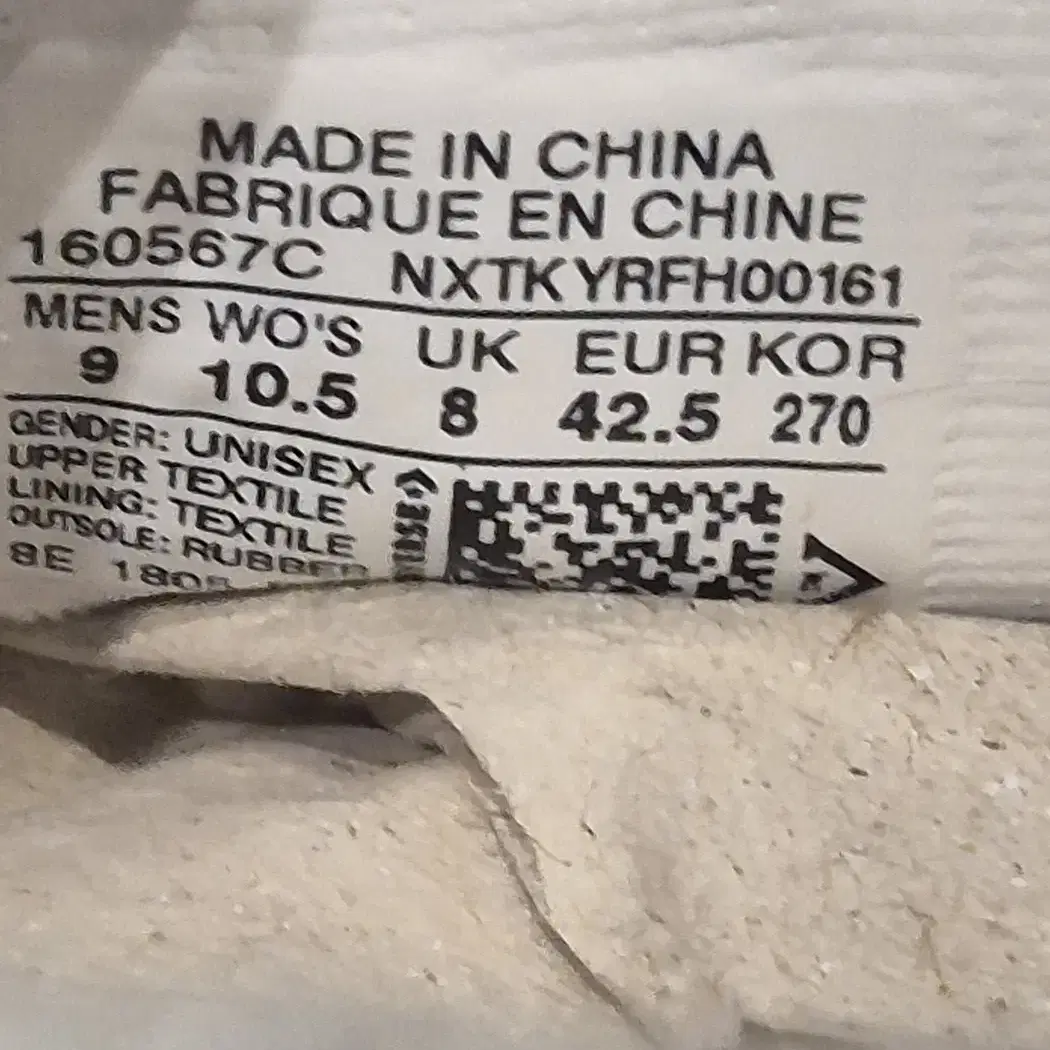 MADE IN CHINA
FABRIQUE EN CHINE
160567C NXTKYRFH00161
MENS WO'S UK EUR KOR
9 10.5 8 42.5 270
GENDER: UNISEX
UPPER TEXTILE
LINING: TEXTILE
OUTSOLE: RUBBER
8E